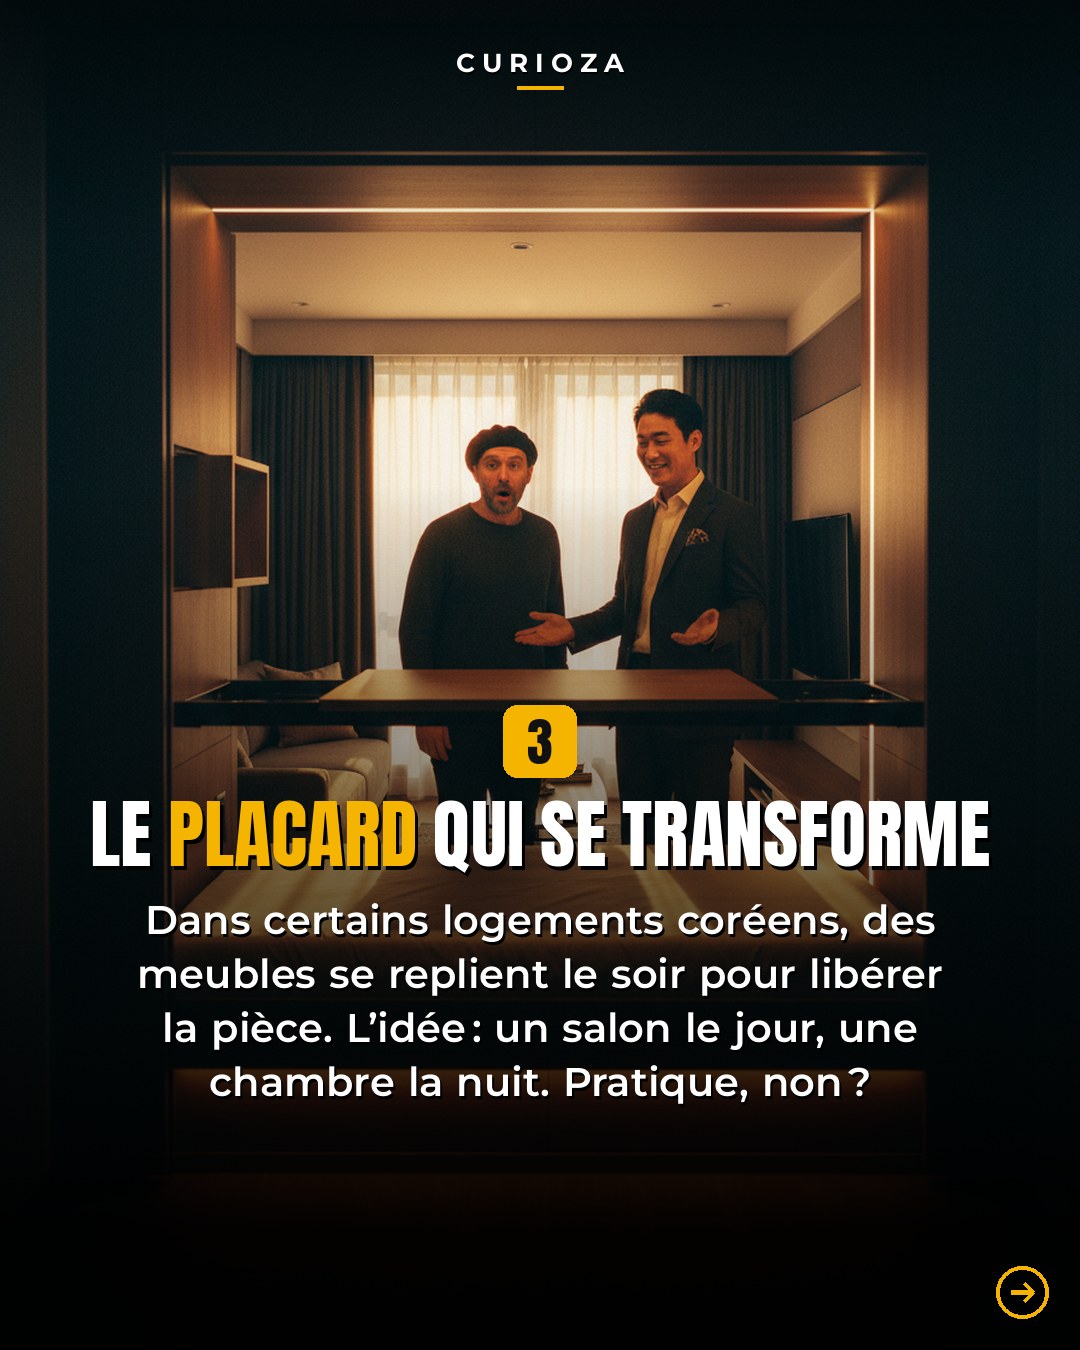 CURIOZA
3
LE PLACARD QUI SE TRANSFORME
Dans certains logements coréens, des
meubles se replient le soir pour libérer
la pièce. L’idée : un salon le jour, une
chambre la nuit. Pratique, non ?